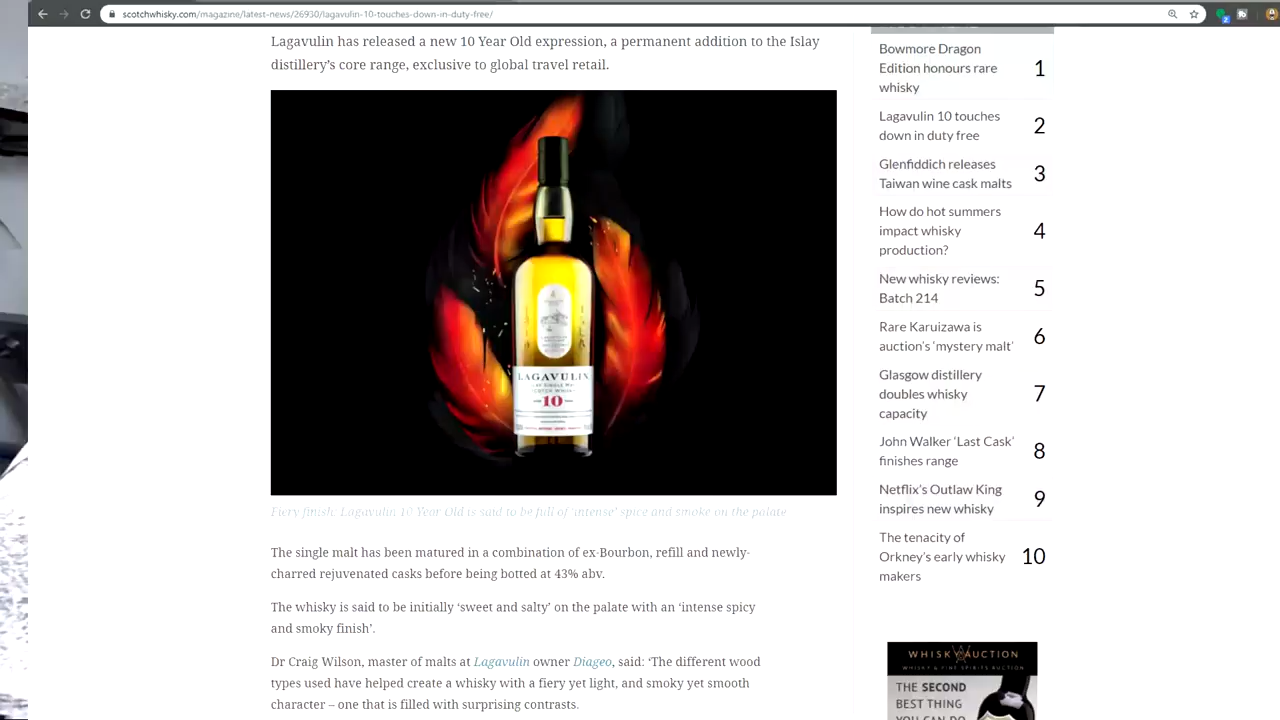 scotchwhisky.com/magazine/latest-news/26930/lagavulin-10-touches-down-in-duty-free/
Lagavulin has released a new 10 Year Old expression, a permanent addition to the Islay
distillery's core range, exclusive to global travel retail.
LAGAVULIN
10
Fiery finish: Lagavulin 10 Year Old is said to be full of 'intense' spice and smoke on the palate
The single malt has been matured in a combination of ex-Bourbon, refill and newly-
charred rejuvenated casks before being botted at 43% abv.
The whisky is said to be initially 'sweet and salty' on the palate with an 'intense spicy
and smoky finish'.
Dr Craig Wilson, master of malts at Lagavulin owner Diageo, said: 'The different wood
types used have helped create a whisky with a fiery yet light, and smoky yet smooth
character – one that is filled with surprising contrasts.
Bowmore Dragon
Edition honours rare
whisky
1
Lagavulin 10 touches
down in duty free
2
Glenfiddich releases
Taiwan wine cask malts
3
How do hot summers
impact whisky
production?
4
New whisky reviews:
Batch 214
5
Rare Karuizawa is
auction's 'mystery malt'
6
Glasgow distillery
doubles whisky
capacity
7
John Walker 'Last Cask'
finishes range
8
Netflix's Outlaw King
inspires new whisky
9
The tenacity of
Orkney's early whisky
makers
10
WHISKY AUCTION
WHISKY & FINE SPIRITS AUCTION
THE SECOND
BEST THING
YOU CAN DO